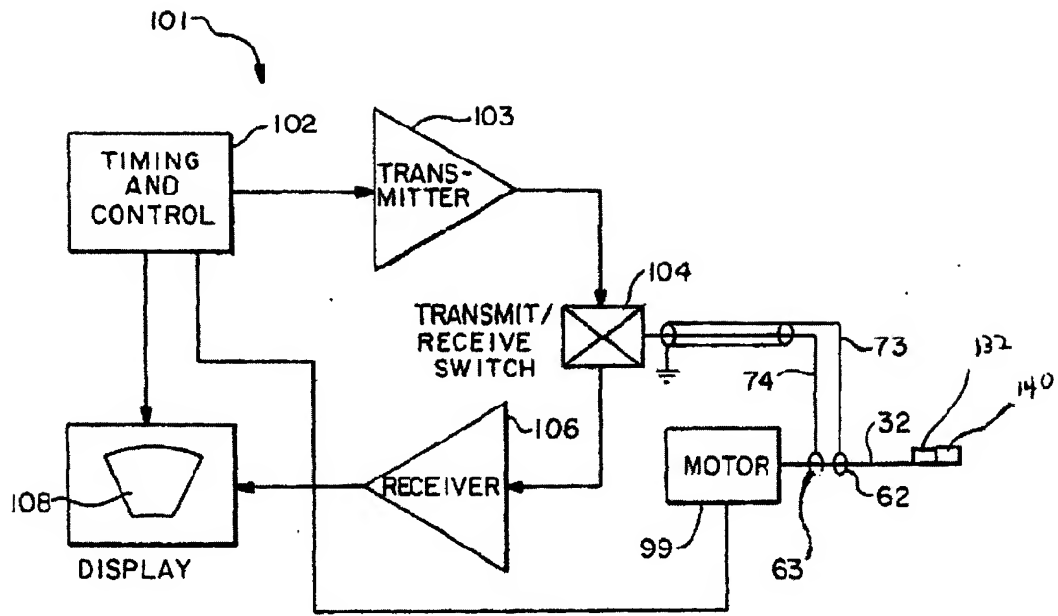 101
102
TIMING
AND
CONTROL
103
TRANS-
MITTER
104
TRANSMIT/
RECEIVE
SWITCH
73
74
132
140
106
32
MOTOR
RECEIVER
62
108
99
63
DISPLAY